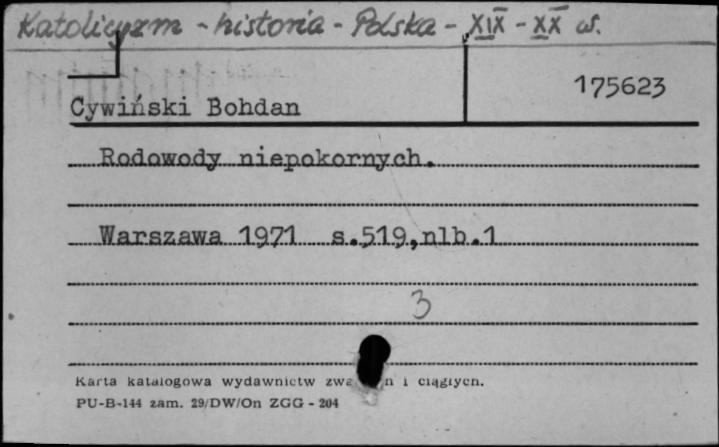 Katolicyzm - historia - Polska - XIX - XX w.
175623
Cywiński Bohdan
Rodowody niepokornych.
Warszawa 1971 s.519,nlb.1
3
Karta katalogowa wydawnictw i ciągłych.
PU-B-144 zam. 29/DW/On ZGG - 204